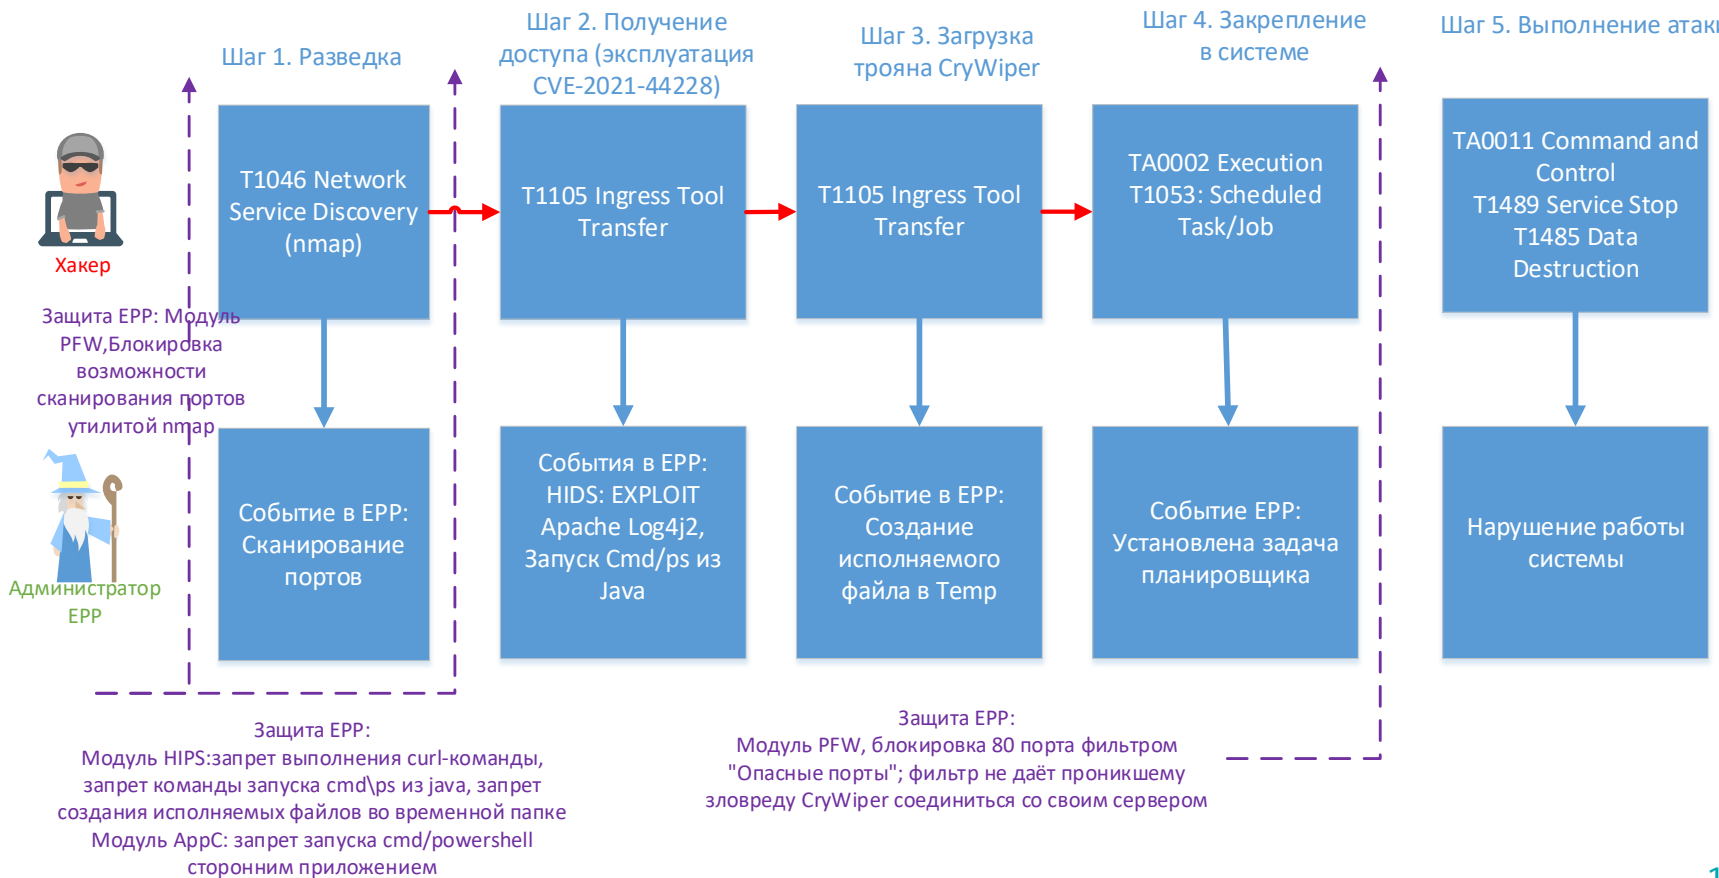 Шаг 1. Разведка
Шаг 2. Получение
доступа (эксплуатация
CVE-2021-44228)
Шаг 3. Загрузка
трояна CryWiper
Шаг 4. Закрепление
в системе
Шаг 5. Выполнение атаки
Хакер
T1046 Network
Service Discovery
(nmap)
T1105 Ingress Tool
Transfer
T1105 Ingress Tool
Transfer
TA0002 Execution
T1053: Scheduled
Task/Job
TA0011 Command and
Control
T1489 Service Stop
T1485 Data
Destruction
Защита EPP: Модуль
PFW,Блокировка
возможности
сканирования портов
утилитой nmap
Администратор
EPP
Событие в EPP:
Сканирование
портов
События в EPP:
HIDS: EXPLOIT
Apache Log4j2,
Запуск Cmd/ps из
Java
Событие в EPP:
Создание
исполняемого
файла в Temp
Событие EPP:
Установлена задача
планировщика
Нарушение работы
системы
Защита EPP:
Модуль HIPS:запрет выполнения curl-команды,
запрет команды запуска cmd\ps из java, запрет
создания исполняемых файлов во временной папке
Модуль AppC: запрет запуска cmd/powershell
сторонним приложением
Защита EPP:
Модуль PFW, блокировка 80 порта фильтром
"Опасные порты"; фильтр не даёт проникшему
зловреду CryWiper соединиться со своим сервером